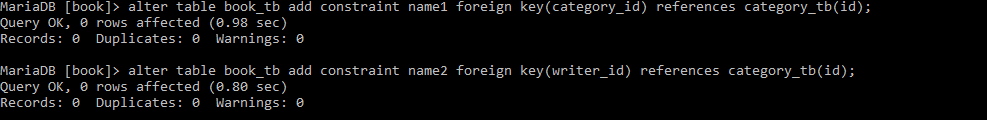 MariaDB [book]> alter table book_tb add constraint name1 foreign key(category_id) references category_tb(id);
Query OK, 0 rows affected (0.98 sec)
Records: 0  Duplicates: 0  Warnings: 0
MariaDB [book]> alter table book_tb add constraint name2 foreign key(writer_id) references category_tb(id);
Query OK, 0 rows affected (0.80 sec)
Records: 0  Duplicates: 0  Warnings: 0